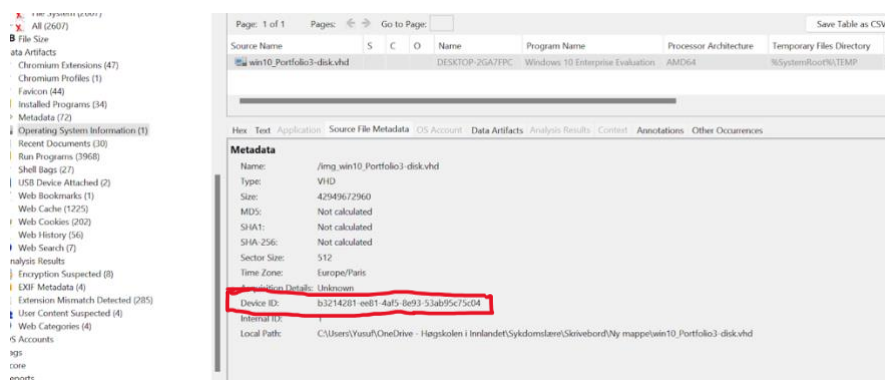 All (2607)
File Size
ata Artifacts
Chromium Extensions (47)
Chromium Profiles (1)
Favicon (44)
Installed Programs (34)
Metadata (72)
Operating System Information (1)
Recent Documents (30)
Run Programs (3968)
Shell Bags (27)
USB Device Attached (2)
Web Bookmarks (1)
Web Cache (1225)
Web Cookies (202)
Web History (56)
Web Search (7)
nalysis Results
Encryption Suspected (8)
EXIF Metadata (4)
Extension Mismatch Detected (285)
User Content Suspected (4)
Web Categories (4)
S Accounts
ags
core
eports
Page: 1 of 1 Pages: Go to Page: Save Table as CSV
Source Name S C O Name Program Name Processor Architecture Temporary Files Directory
win10_Portfolio3-disk.vhd DESKTOP-2GA7FPC Windows 10 Enterprise Evaluation AMD64 %SystemRoot%\TEMP
Hex Text Application Source File Metadata OS Account Data Artifacts Analysis Results Context Annotations Other Occurrences
Metadata
Name: /img_win10_Portfolio3-disk.vhd
Type: VHD
Size: 42949672960
MD5: Not calculated
SHA1: Not calculated
SHA-256: Not calculated
Sector Size: 512
Time Zone: Europe/Paris
Acquisition Details: Unknown
Device ID: b3214281-ee81-4af5-8e93-53ab95c75c04
Internal ID: 1
Local Path: C:\Users\Yusuf\OneDrive - Høgskolen i Innlandet\Sykdomslære\Skrivebord\Ny mappe\win10_Portfolio3-disk.vhd